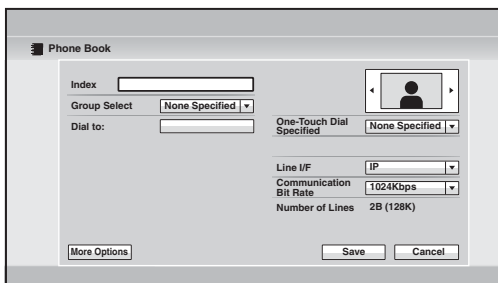 Phone Book
Index
Group Select None Specified
Dial to:
One-Touch Dial
Specified None Specified
Line I/F IP
Communication
Bit Rate 1024Kbps
Number of Lines 2B (128K)
More Options Save Cancel